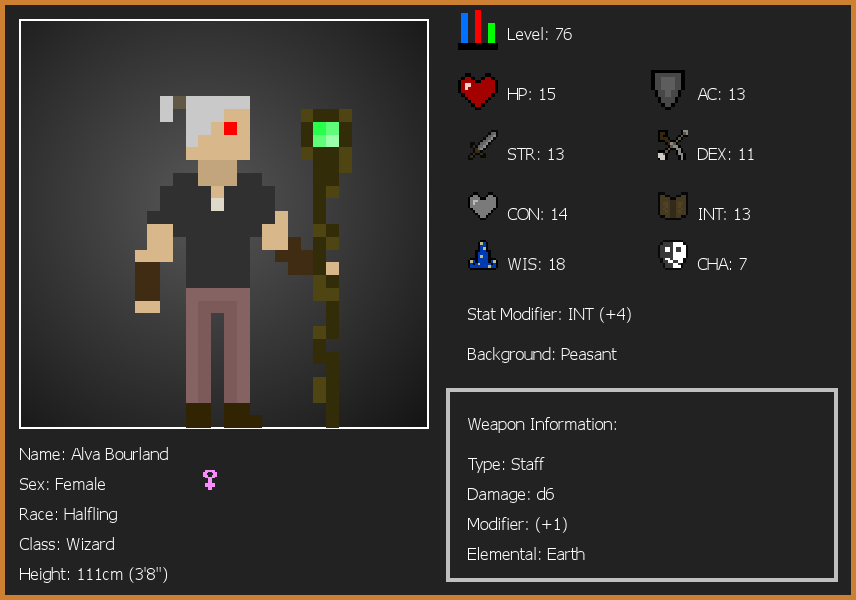 Level: 76
HP: 15
AC: 13
STR: 13
DEX: 11
CON: 14
INT: 13
WIS: 18
CHA: 7
Stat Modifier: INT (+4)
Background: Peasant
Weapon Information:
Type: Staff
Damage: d6
Modifier: (+1)
Elemental: Earth
Name: Alva Bourland
Sex: Female
Race: Halfling
Class: Wizard
Height: 111cm (3'8")